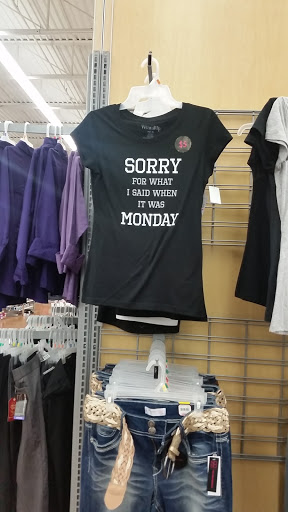 SORRY
FOR WHAT
I SAID WHEN
IT WAS
MONDAY